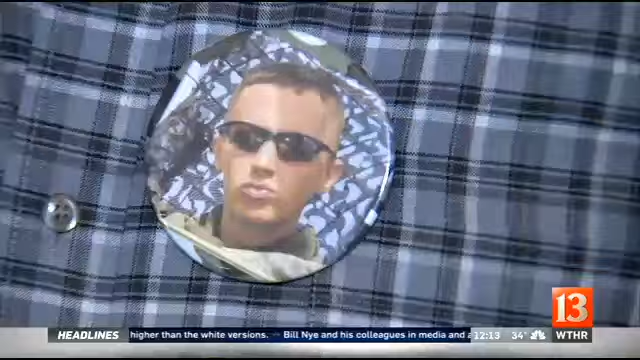 13
HEADLINES higher than the white versions. -- Bill Nye and his colleagues in media and a 12:13 34° WTHR